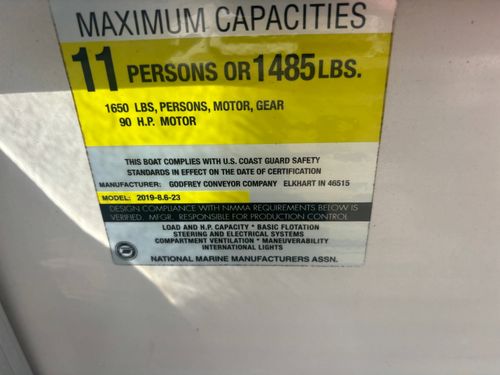 MAXIMUM CAPACITIES
11 PERSONS OR 1485 LBS.
1650 LBS, PERSONS, MOTOR, GEAR
90 H.P. MOTOR
THIS BOAT COMPLIES WITH U.S. COAST GUARD SAFETY
STANDARDS IN EFFECT ON THE DATE OF CERTIFICATION
MANUFACTURER: GODFREY CONVEYOR COMPANY ELKHART IN 46515
MODEL: 2019-8.6-23
DESIGN COMPLIANCE WITH NMMA REQUIREMENTS BELOW IS
VERIFIED. MFGR. RESPONSIBLE FOR PRODUCTION CONTROL
LOAD AND H.P. CAPACITY * BASIC FLOTATION
STEERING AND ELECTRICAL SYSTEMS
COMPARTMENT VENTILATION * MANEUVERABILITY
INTERNATIONAL LIGHTS
NATIONAL MARINE MANUFACTURERS ASSN.